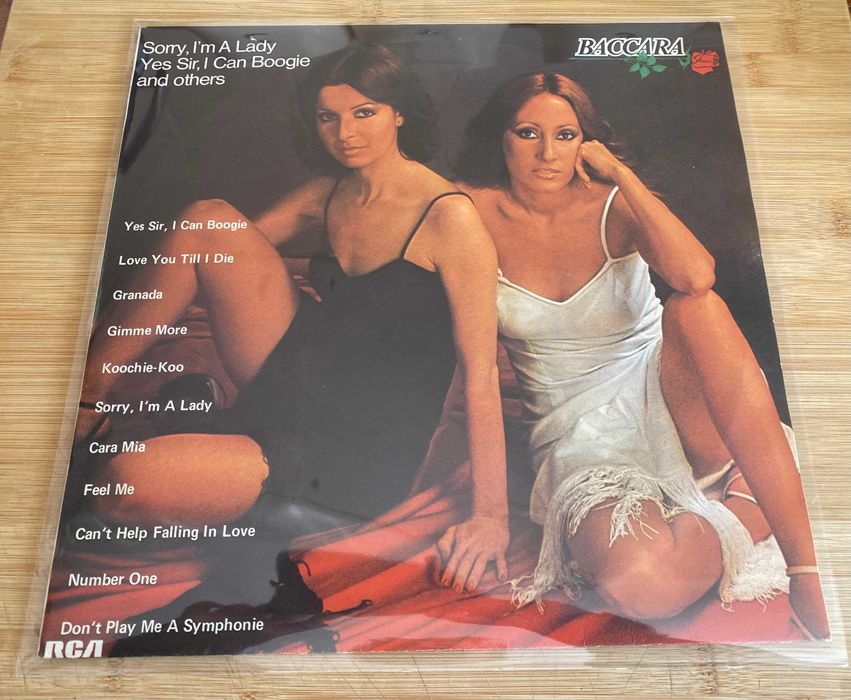 Sorry, I'm A Lady
Yes Sir, I Can Boogie
and others
BACCARA
Yes Sir, I Can Boogie
Love You Till I Die
Granada
Gimme More
Koochie-Koo
Sorry, I'm A Lady
Cara Mia
Feel Me
Can't Help Falling In Love
Number One
Don't Play Me A Symphonie
RCA